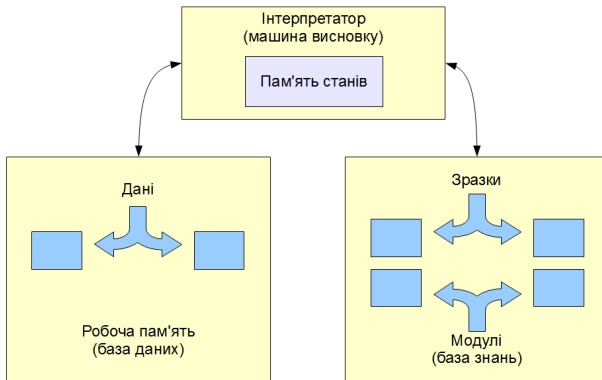 Інтерпретатор
(машина висновку)
Пам'ять станів
Дані
Робоча пам'ять
(база даних)
Зразки
Модулі
(база знань)